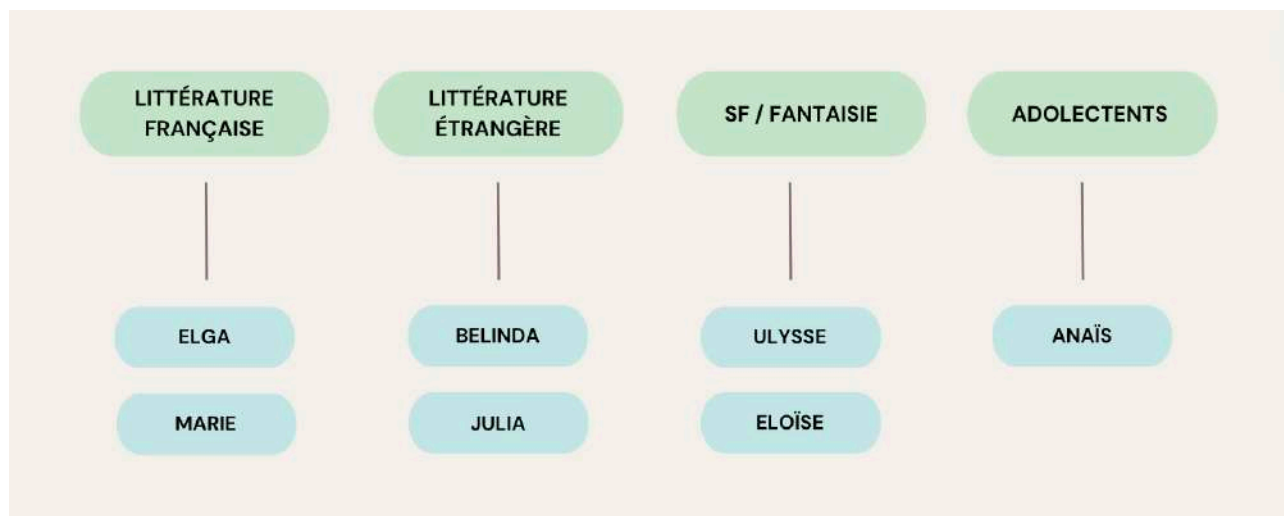 LITTÉRATURE
FRANÇAISE
LITTÉRATURE
ÉTRANGÈRE
SF / FANTAISIE
ADOLECTENTS
ELGA
BELINDA
ULYSSE
ANAÏS
MARIE
JULIA
ELOÏSE